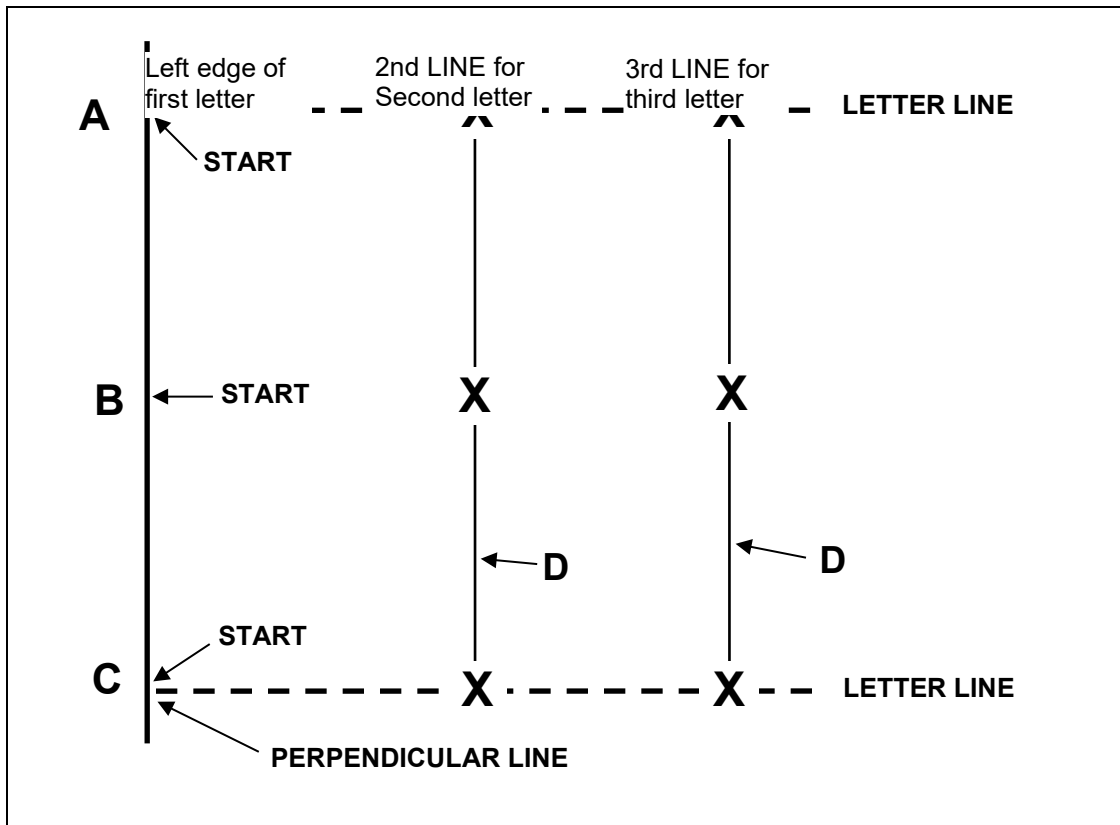 Left edge of
first letter
2nd LINE for
Second letter
3rd LINE for
third letter
LETTER LINE
A
X
X
START
B
START
X
X
D
D
START
C
X
X
LETTER LINE
PERPENDICULAR LINE